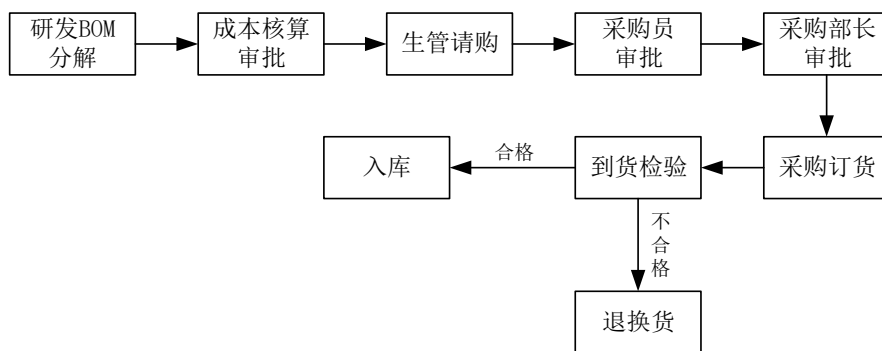 研发BOM
分解
成本核算
审批
生管请购
采购员
审批
采购部长
审批
入库
合格
到货检验
采购订货
不
合
格
退换货